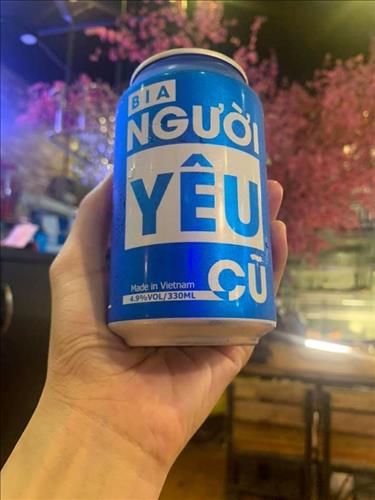 BIA
NGƯỜI
YÊU
CŨ
Made in Vietnam
4.9%VOL/330ML